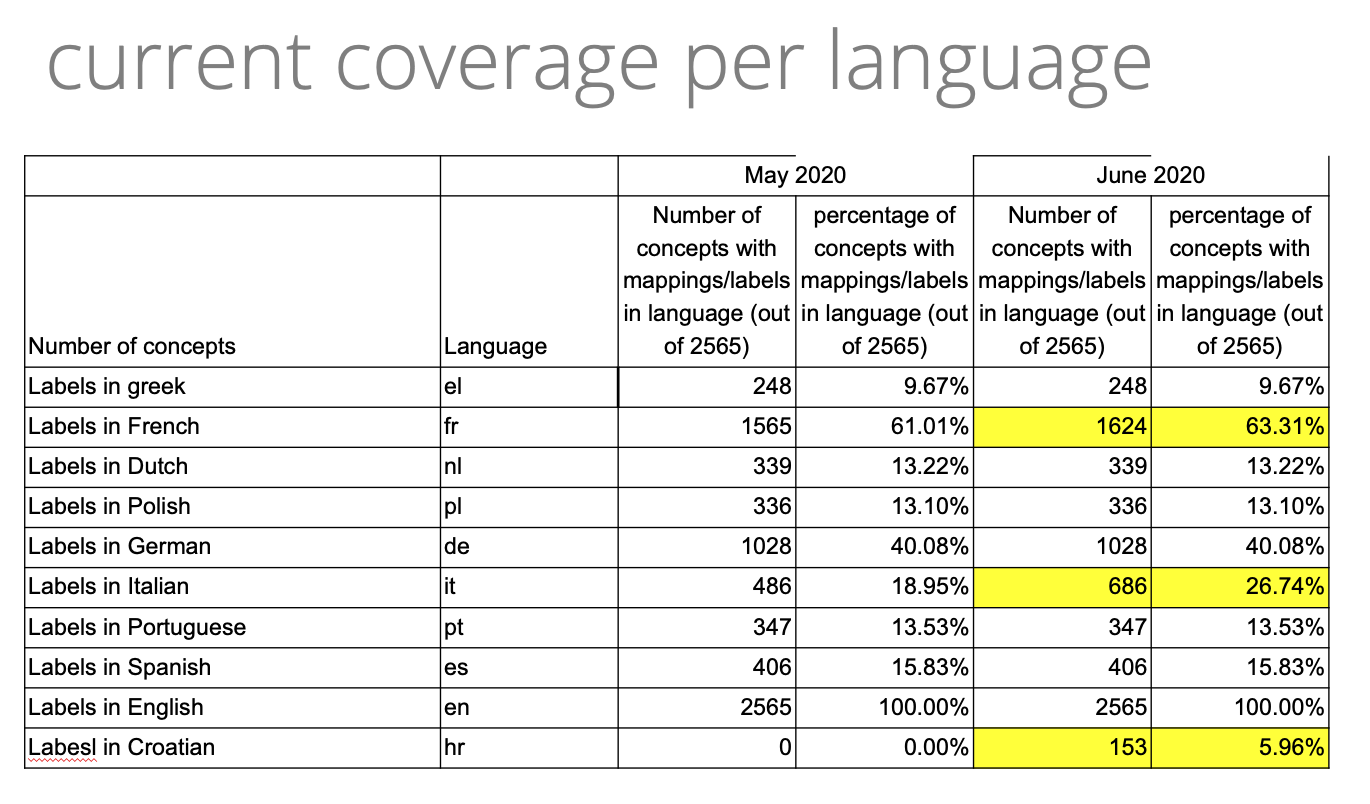 current coverage per language
May 2020 June 2020
Number of concepts Language Number of concepts with mappings/labels in language (out of 2565) percentage of concepts with mappings/labels in language (out of 2565) Number of concepts with mappings/labels in language (out of 2565) percentage of concepts with mappings/labels in language (out of 2565)
Labels in greek el 248 9.67% 248 9.67%
Labels in French fr 1565 61.01% 1624 63.31%
Labels in Dutch nl 339 13.22% 339 13.22%
Labels in Polish pl 336 13.10% 336 13.10%
Labels in German de 1028 40.08% 1028 40.08%
Labels in Italian it 486 18.95% 686 26.74%
Labels in Portuguese pt 347 13.53% 347 13.53%
Labels in Spanish es 406 15.83% 406 15.83%
Labels in English en 2565 100.00% 2565 100.00%
Labesl in Croatian hr 0 0.00% 153 5.96%